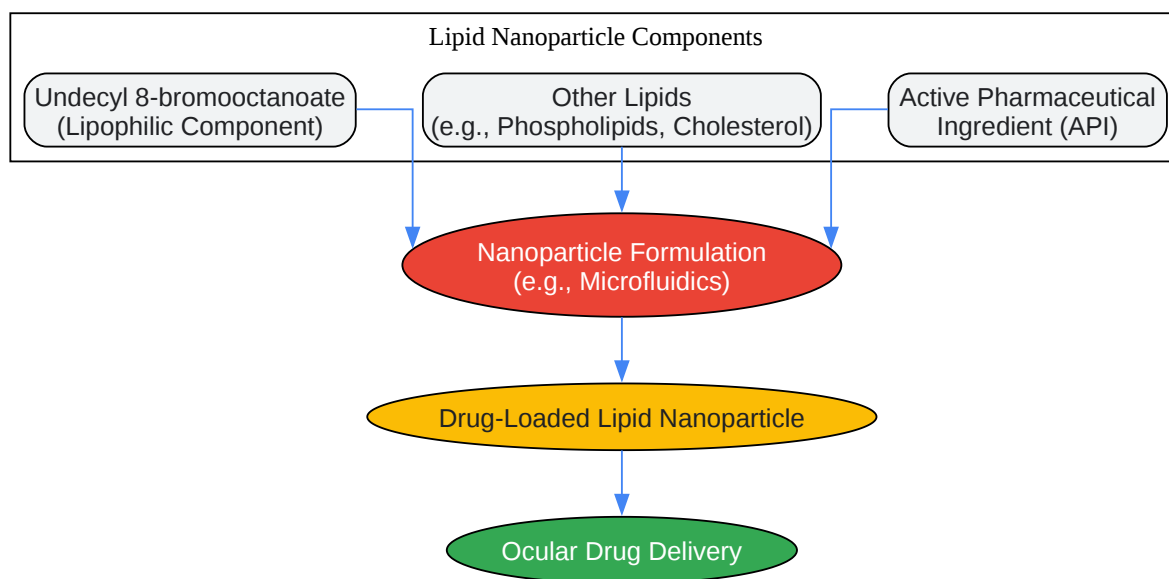 Lipid Nanoparticle Components
Undecyl 8-bromooctanoate
(Lipophilic Component)
Other Lipids
(e.g., Phospholipids, Cholesterol)
Active Pharmaceutical
Ingredient (API)
Nanoparticle Formulation
(e.g., Microfluidics)
Drug-Loaded Lipid Nanoparticle
Ocular Drug Delivery